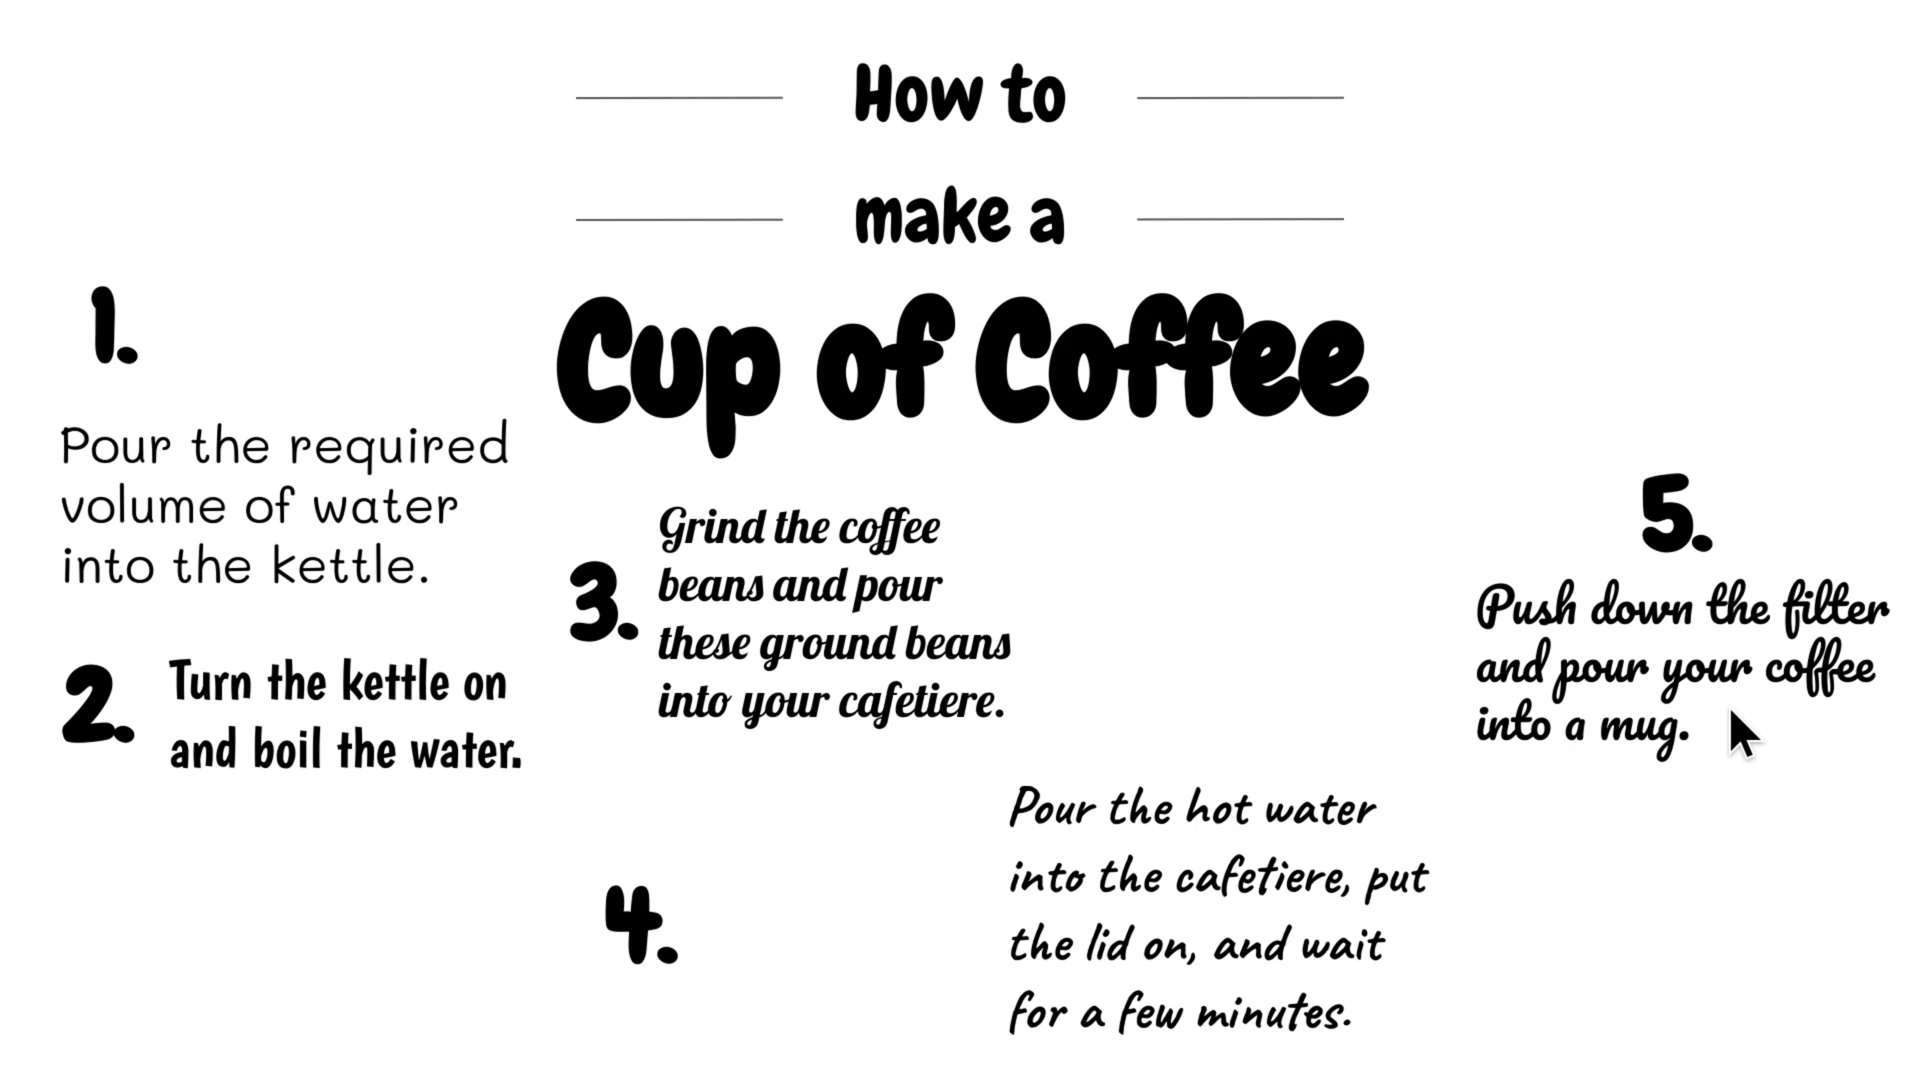 How to
make a
Cup of Coffee
1.
Pour the required
volume of water
into the kettle.
2.
Turn the kettle on
and boil the water.
3.
Grind the coffee
beans and pour
these ground beans
into your cafetiere.
4.
Pour the hot water
into the cafetiere, put
the lid on, and wait
for a few minutes.
5.
Push down the filter
and pour your coffee
into a mug.